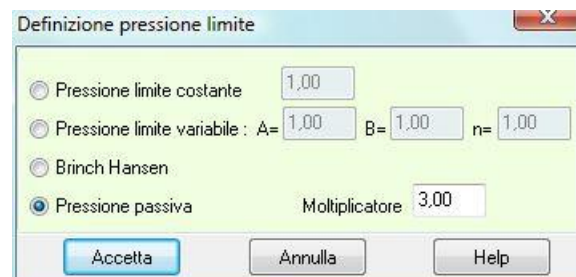 Definizione pressione limite
Pressione limite costante 1,00
Pressione limite variabile : A= 1,00 B= 1,00 n= 1,00
Brinch Hansen
Pressione passiva Moltiplicatore 3,00
Accetta Annulla Help